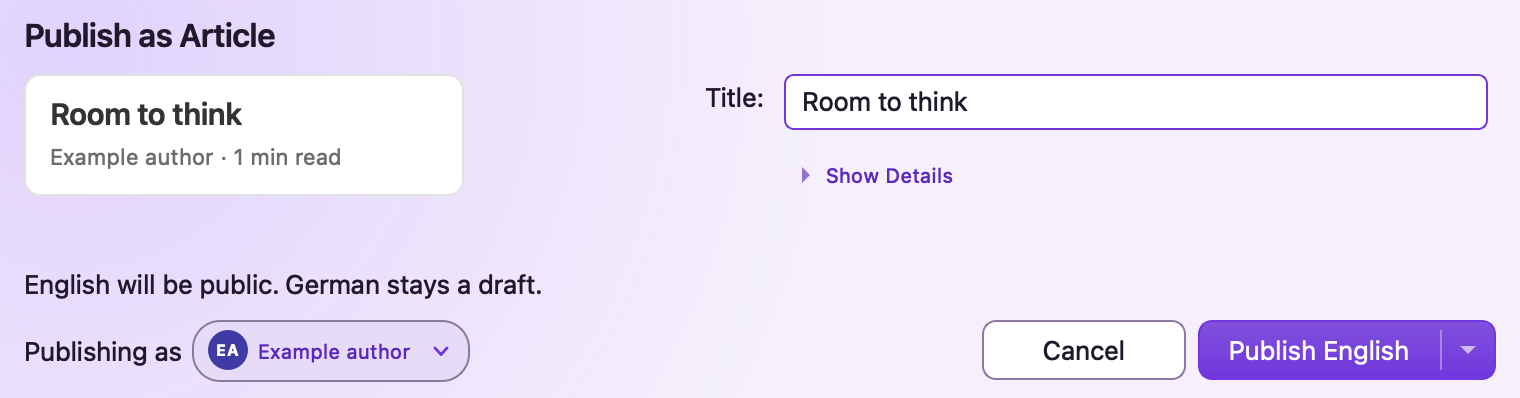 Publish as Article
Room to think
Example author · 1 min read
Title:
Room to think
Show Details
English will be public. German stays a draft.
Publishing as
EA
Example author
Cancel
Publish English